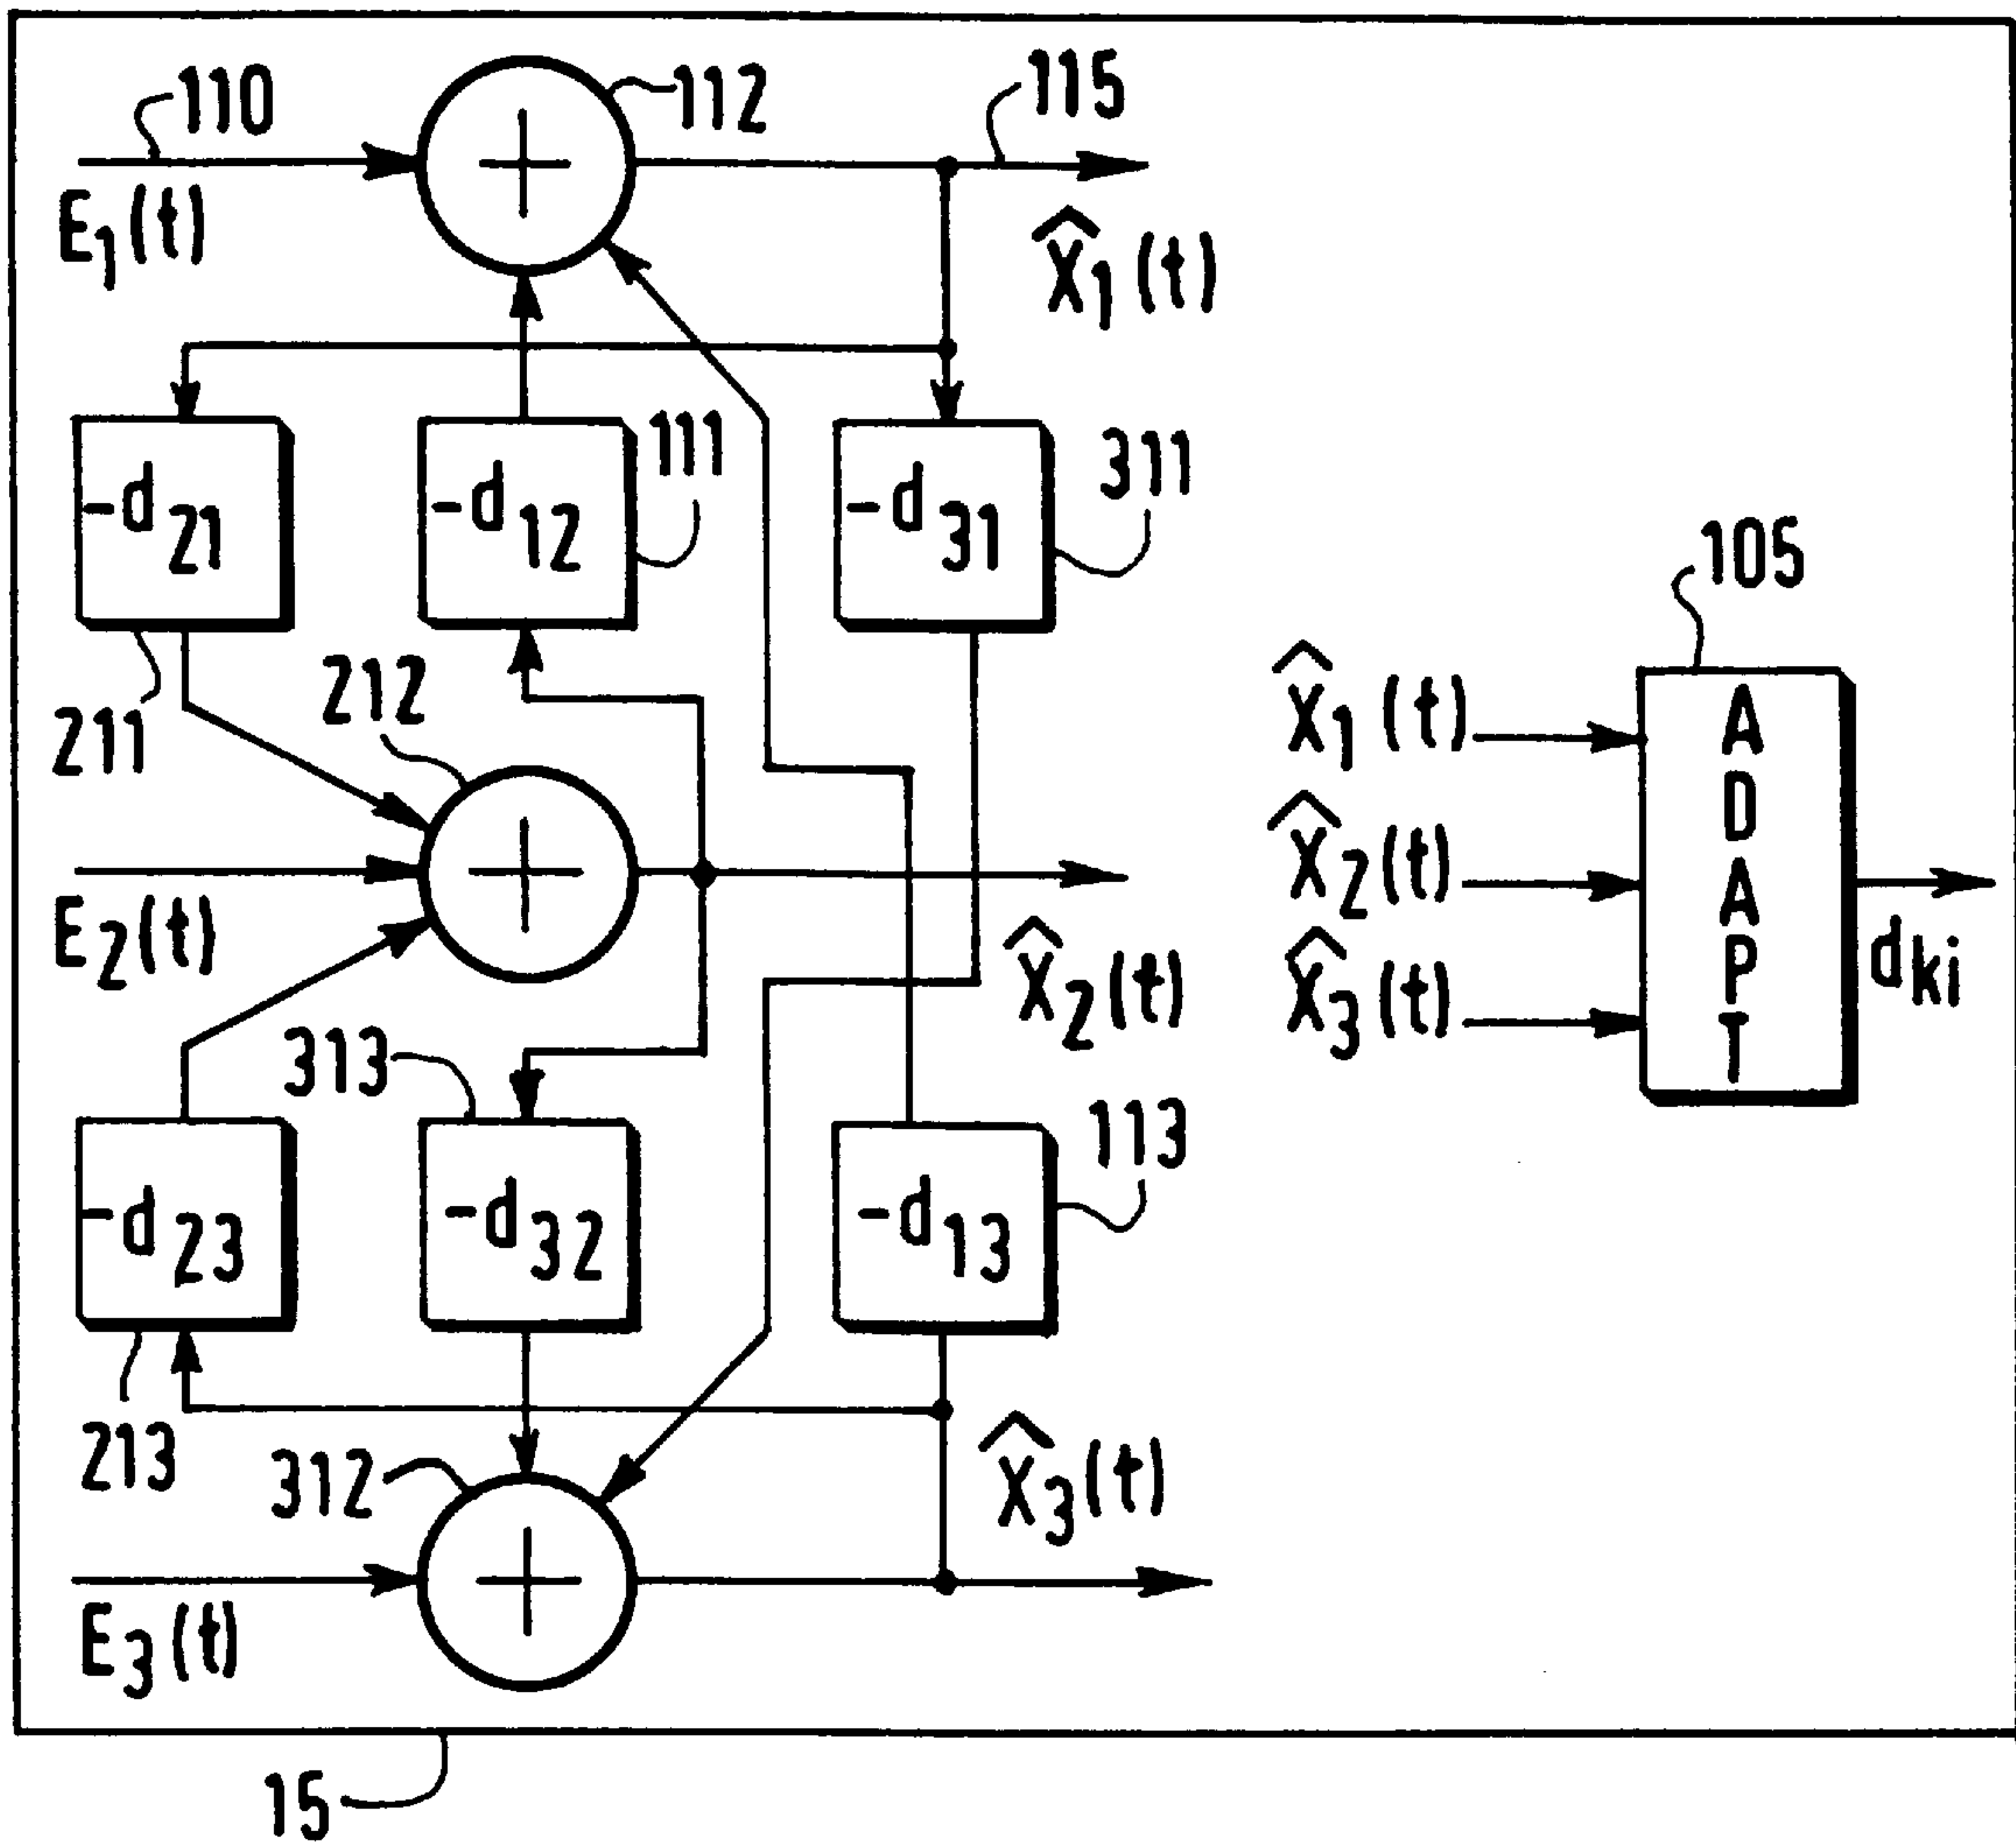 110
112
115
E₁(t)
X̂₁(t)
-d₂₁
-d₁₂
111
-d₃₁
311
105
211
212
X̂₁(t)
X̂₂(t)
X̂₃(t)
A
D
A
P
T
dₖᵢ
E₂(t)
X̂₂(t)
313
113
-d₂₃
-d₃₂
-d₁₃
213
312
X̂₃(t)
E₃(t)
15